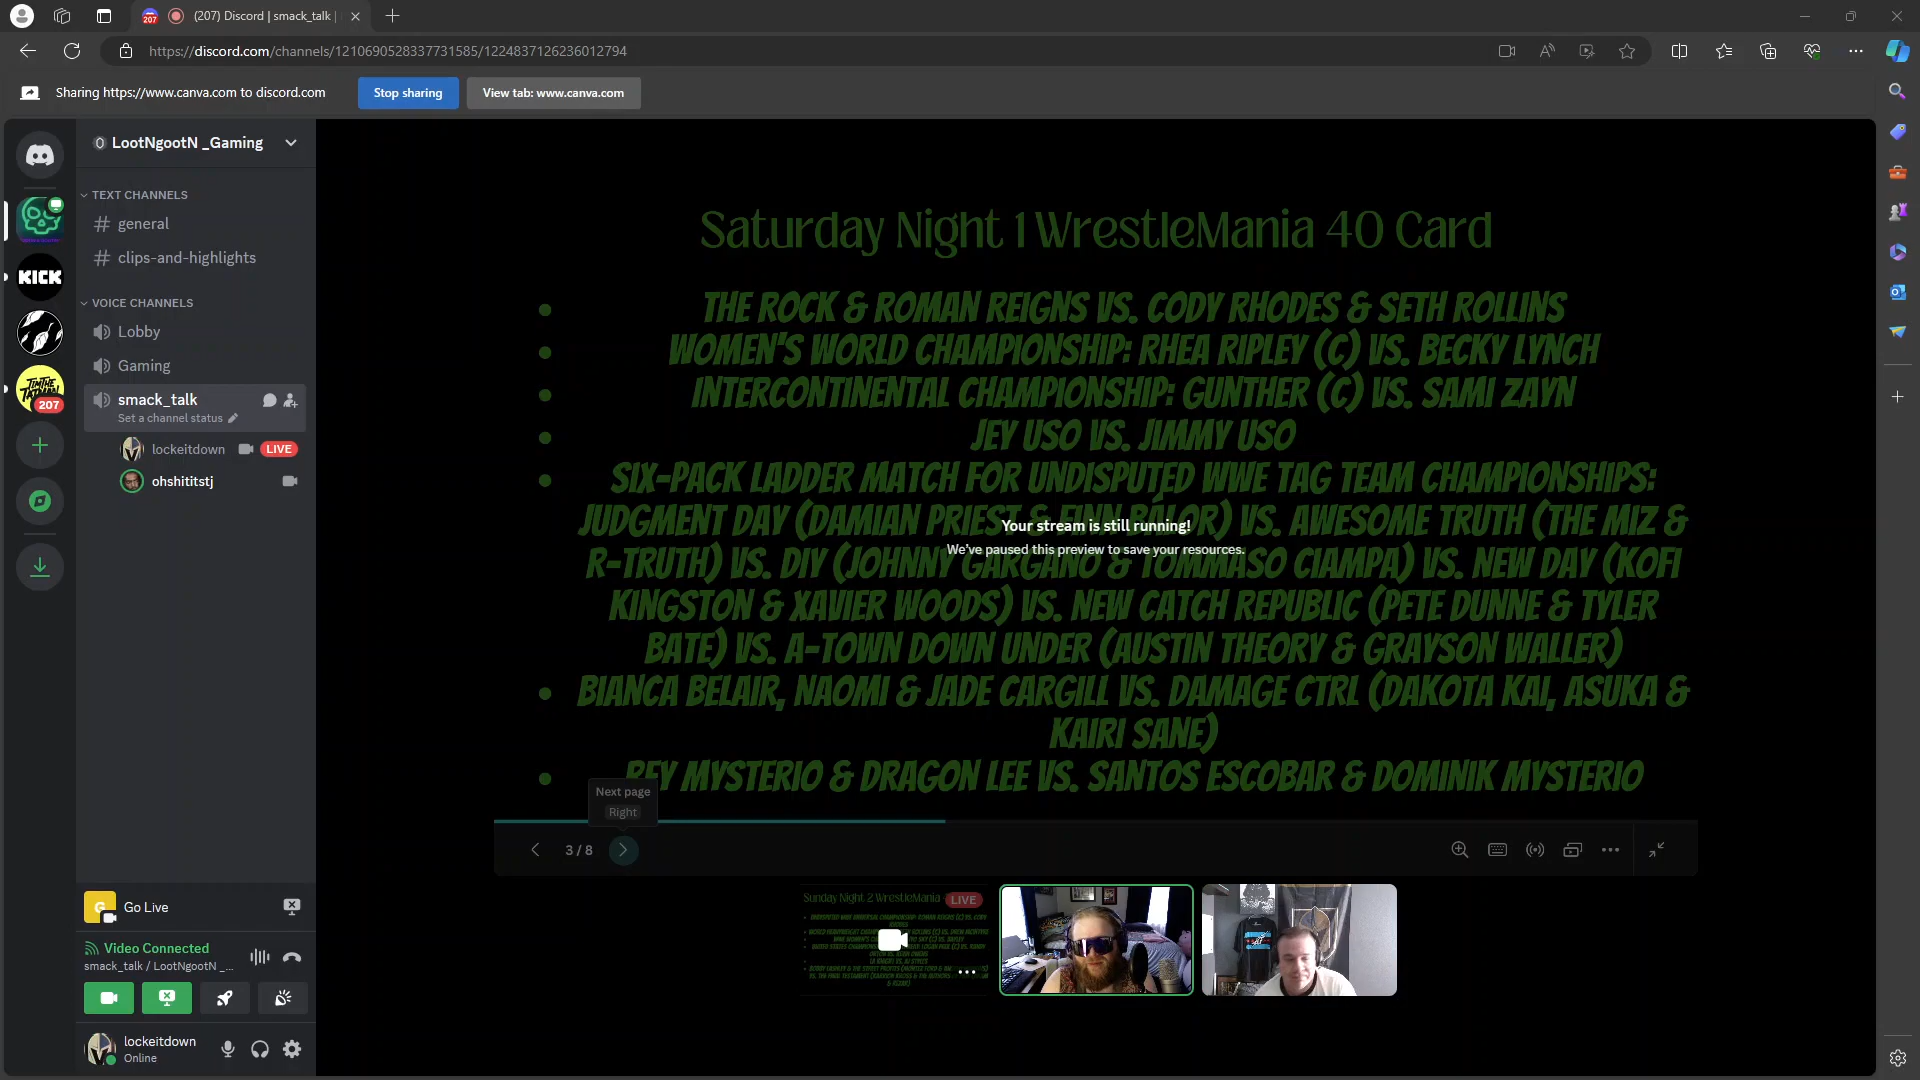 (207) Discord | smack_talk |
https://discord.com/channels/1210690528337731585/1224837126236012794
Sharing https://www.canva.com to discord.com
Stop sharing
View tab: www.canva.com
LootNgootN _Gaming
TEXT CHANNELS
general
clips-and-highlights
KICK
VOICE CHANNELS
Lobby
Gaming
207
smack_talk
Set a channel status
lockeitdown
LIVE
ohshititstj
Saturday Night 1 WrestleMania 40 Card
THE ROCK & ROMAN REIGNS VS. CODY RHODES & SETH ROLLINS
WOMEN'S WORLD CHAMPIONSHIP: RHEA RIPLEY (C) VS. BECKY LYNCH
INTERCONTINENTAL CHAMPIONSHIP: GUNTHER (C) VS. SAMI ZAYN
JEY USO VS. JIMMY USO
SIX-PACK LADDER MATCH FOR UNDISPUTED WWE TAG TEAM CHAMPIONSHIPS:
JUDGMENT DAY (DAMIAN PRIEST & FINN BÁLOR) VS. AWESOME TRUTH (THE MIZ &
R-TRUTH) VS. DIY (JOHNNY GARGANO & TOMMASO CIAMPA) VS. NEW DAY (KOFI
KINGSTON & XAVIER WOODS) VS. NEW CATCH REPUBLIC (PETE DUNNE & TYLER
BATE) VS. A-TOWN DOWN UNDER (AUSTIN THEORY & GRAYSON WALLER)
BIANCA BELAIR, NAOMI & JADE CARGILL VS. DAMAGE CTRL (DAKOTA KAI, ASUKA &
KAIRI SANE)
REY MYSTERIO & DRAGON LEE VS. SANTOS ESCOBAR & DOMINIK MYSTERIO
Your stream is still running!
We've paused this preview to save your resources.
Next page
Right
3 / 8
Sunday Night 2 WrestleMania
LIVE
G
Go Live
Video Connected
smack_talk / LootNgootN _...
lockeitdown
Online